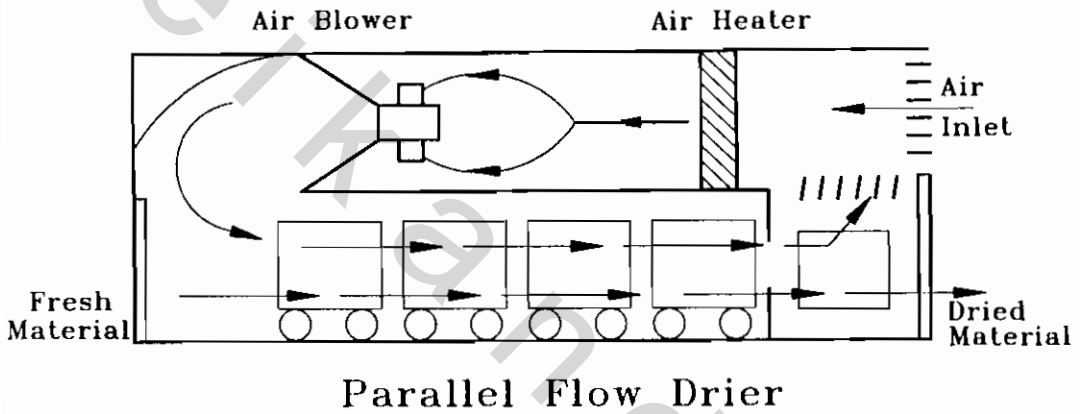 Air Blower
Air Heater
Air
Inlet
Fresh
Material
Dried
Material
Parallel Flow Drier